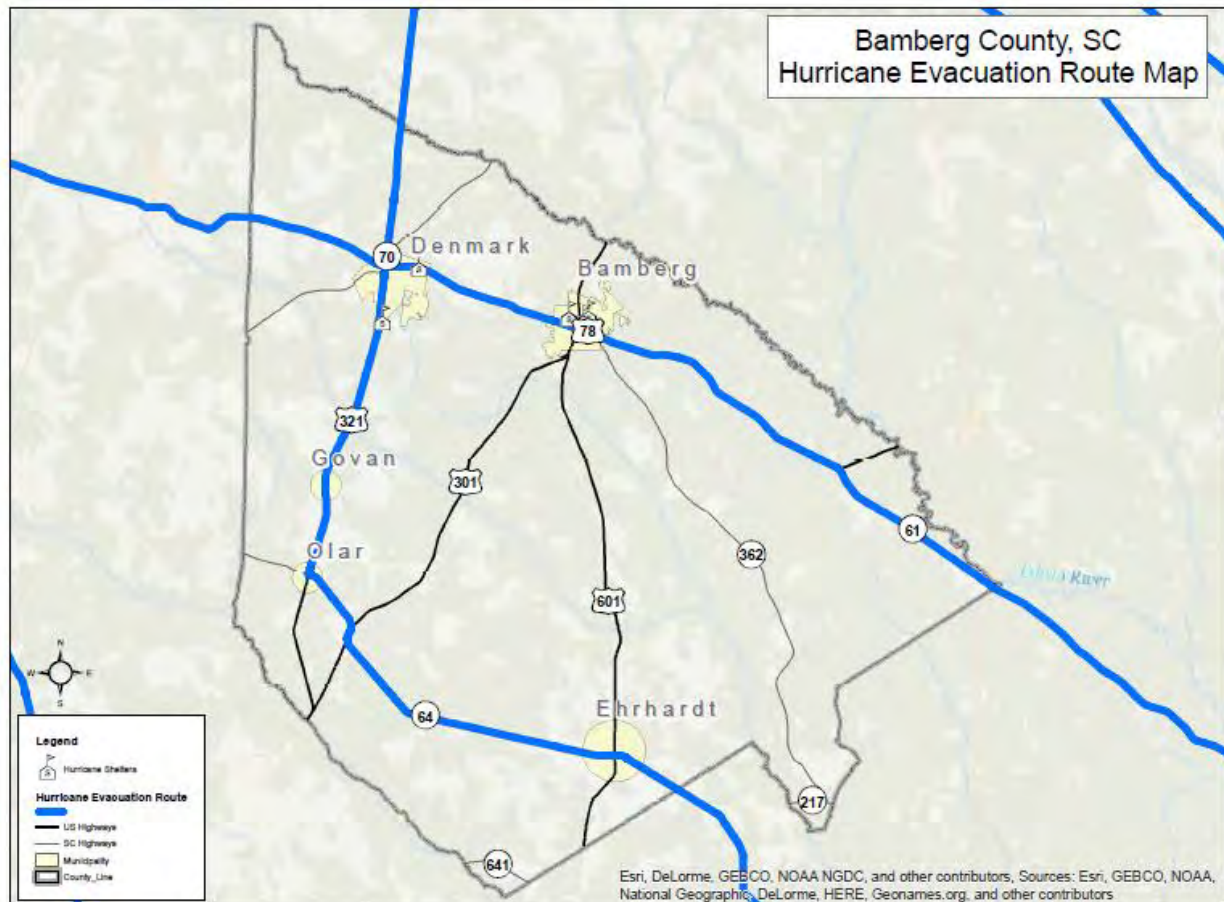 Bamberg County, SC
Hurricane Evacuation Route Map
70
Denmark
Bamberg
78
321
Govan
301
Olar
61
362
601
Ehrhardt
64
217
641
River
N
W
E
S
Legend
Hurricane Shelters
Hurricane Evacuation Route
US Highways
SC Highways
Municipality
County_Line
Esri, DeLorme, GEBCO, NOAA NGDC, and other contributors, Sources: Esri, GEBCO, NOAA,
National Geographic, DeLorme, HERE, Geonames.org, and other contributors